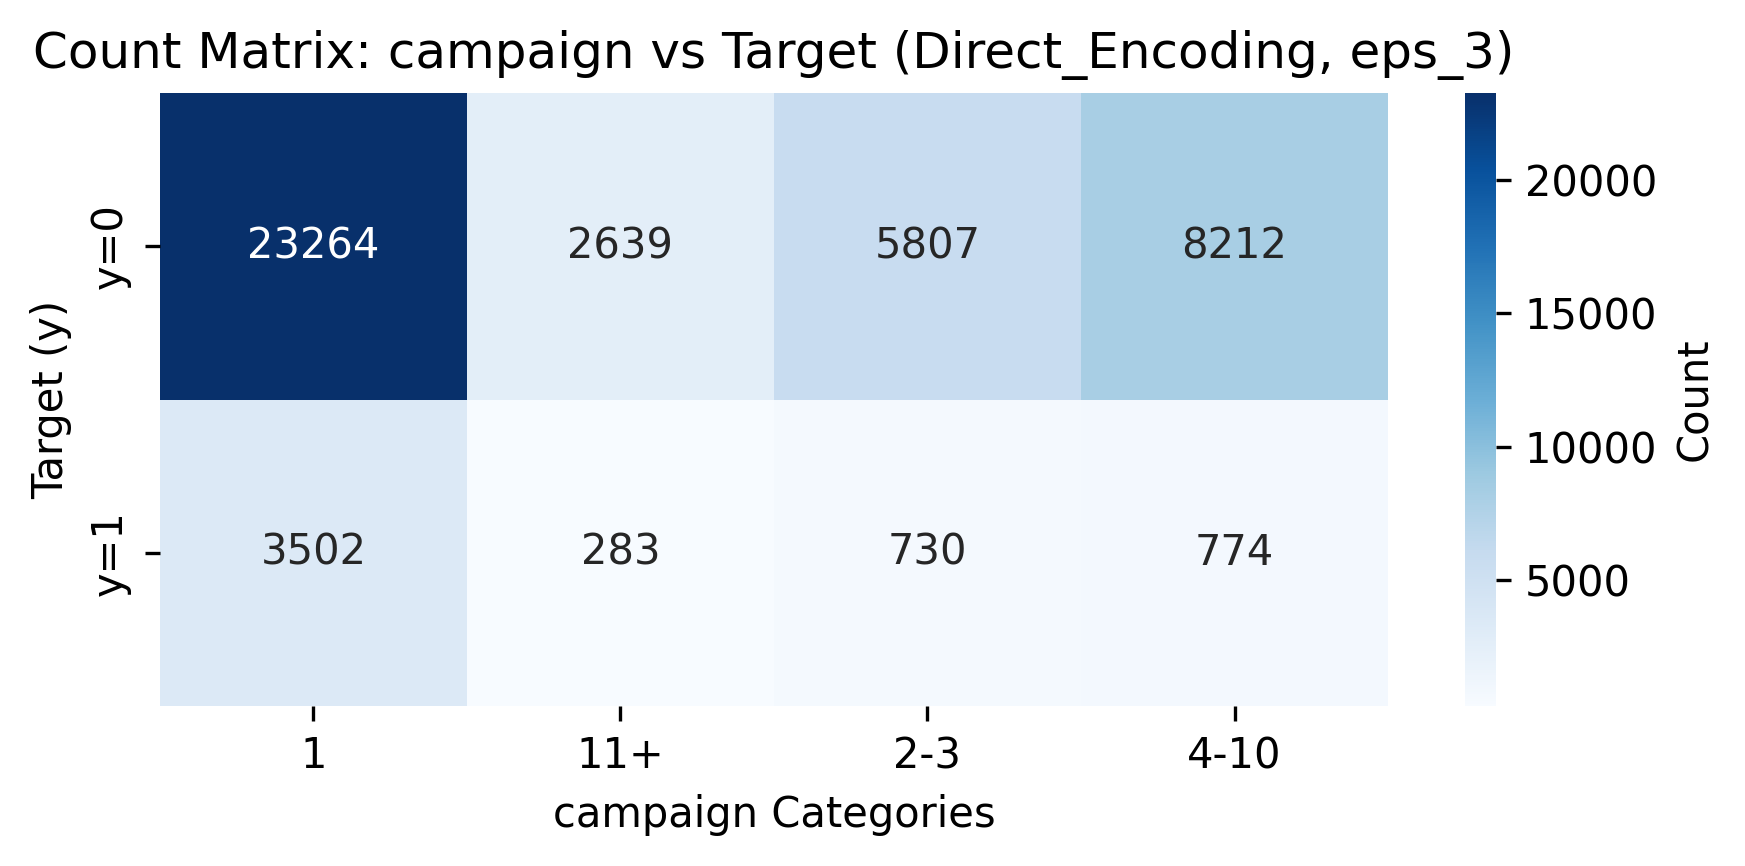 Count Matrix: campaign vs Target (Direct_Encoding, eps_3)
Target (y)
y=0
23264 2639 5807 8212
y=1
3502 283 730 774
1 11+ 2-3 4-10
campaign Categories
20000
15000
10000
5000
Count